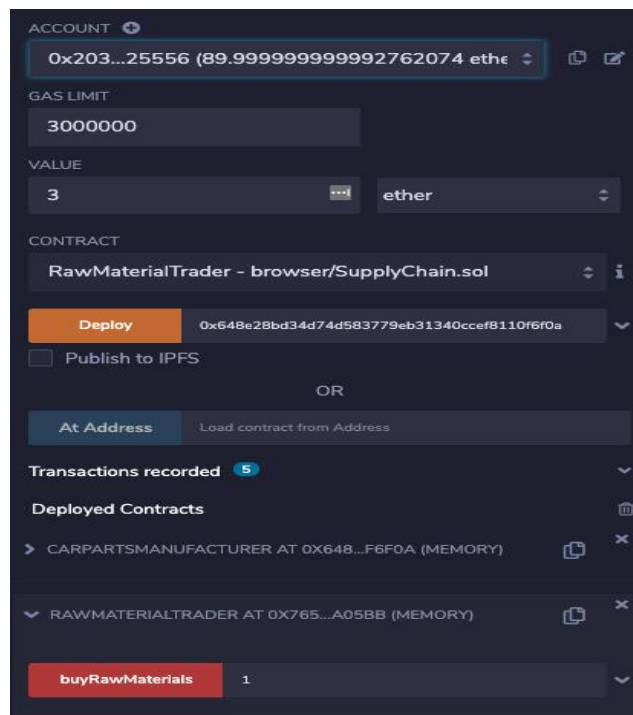 ACCOUNT
0x203...25556 (89.999999999992762074 ethe
GAS LIMIT
3000000
VALUE
3 ether
CONTRACT
RawMaterialTrader - browser/SupplyChain.sol i
Deploy 0x648e28bd34d74d583779eb31340ccef8110f6f0a
Publish to IPFS
OR
At Address Load contract from Address
Transactions recorded 5
Deployed Contracts
CARPARTSMANUFACTURER AT 0X648...F6F0A (MEMORY)
RAWMATERIALTRADER AT 0X765...A05BB (MEMORY)
buyRawMaterials 1